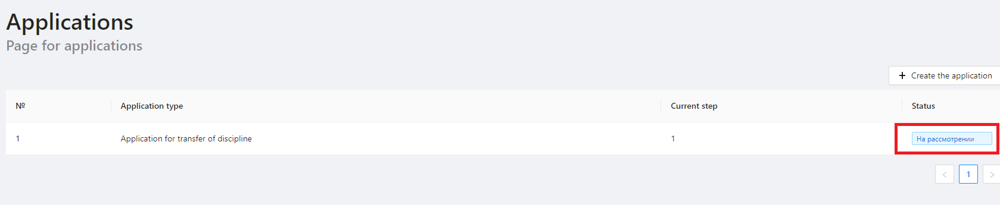 Applications
Page for applications
+ Create the application
№ Application type Current step Status
1 Application for transfer of discipline 1 На рассмотрении
< 1 >